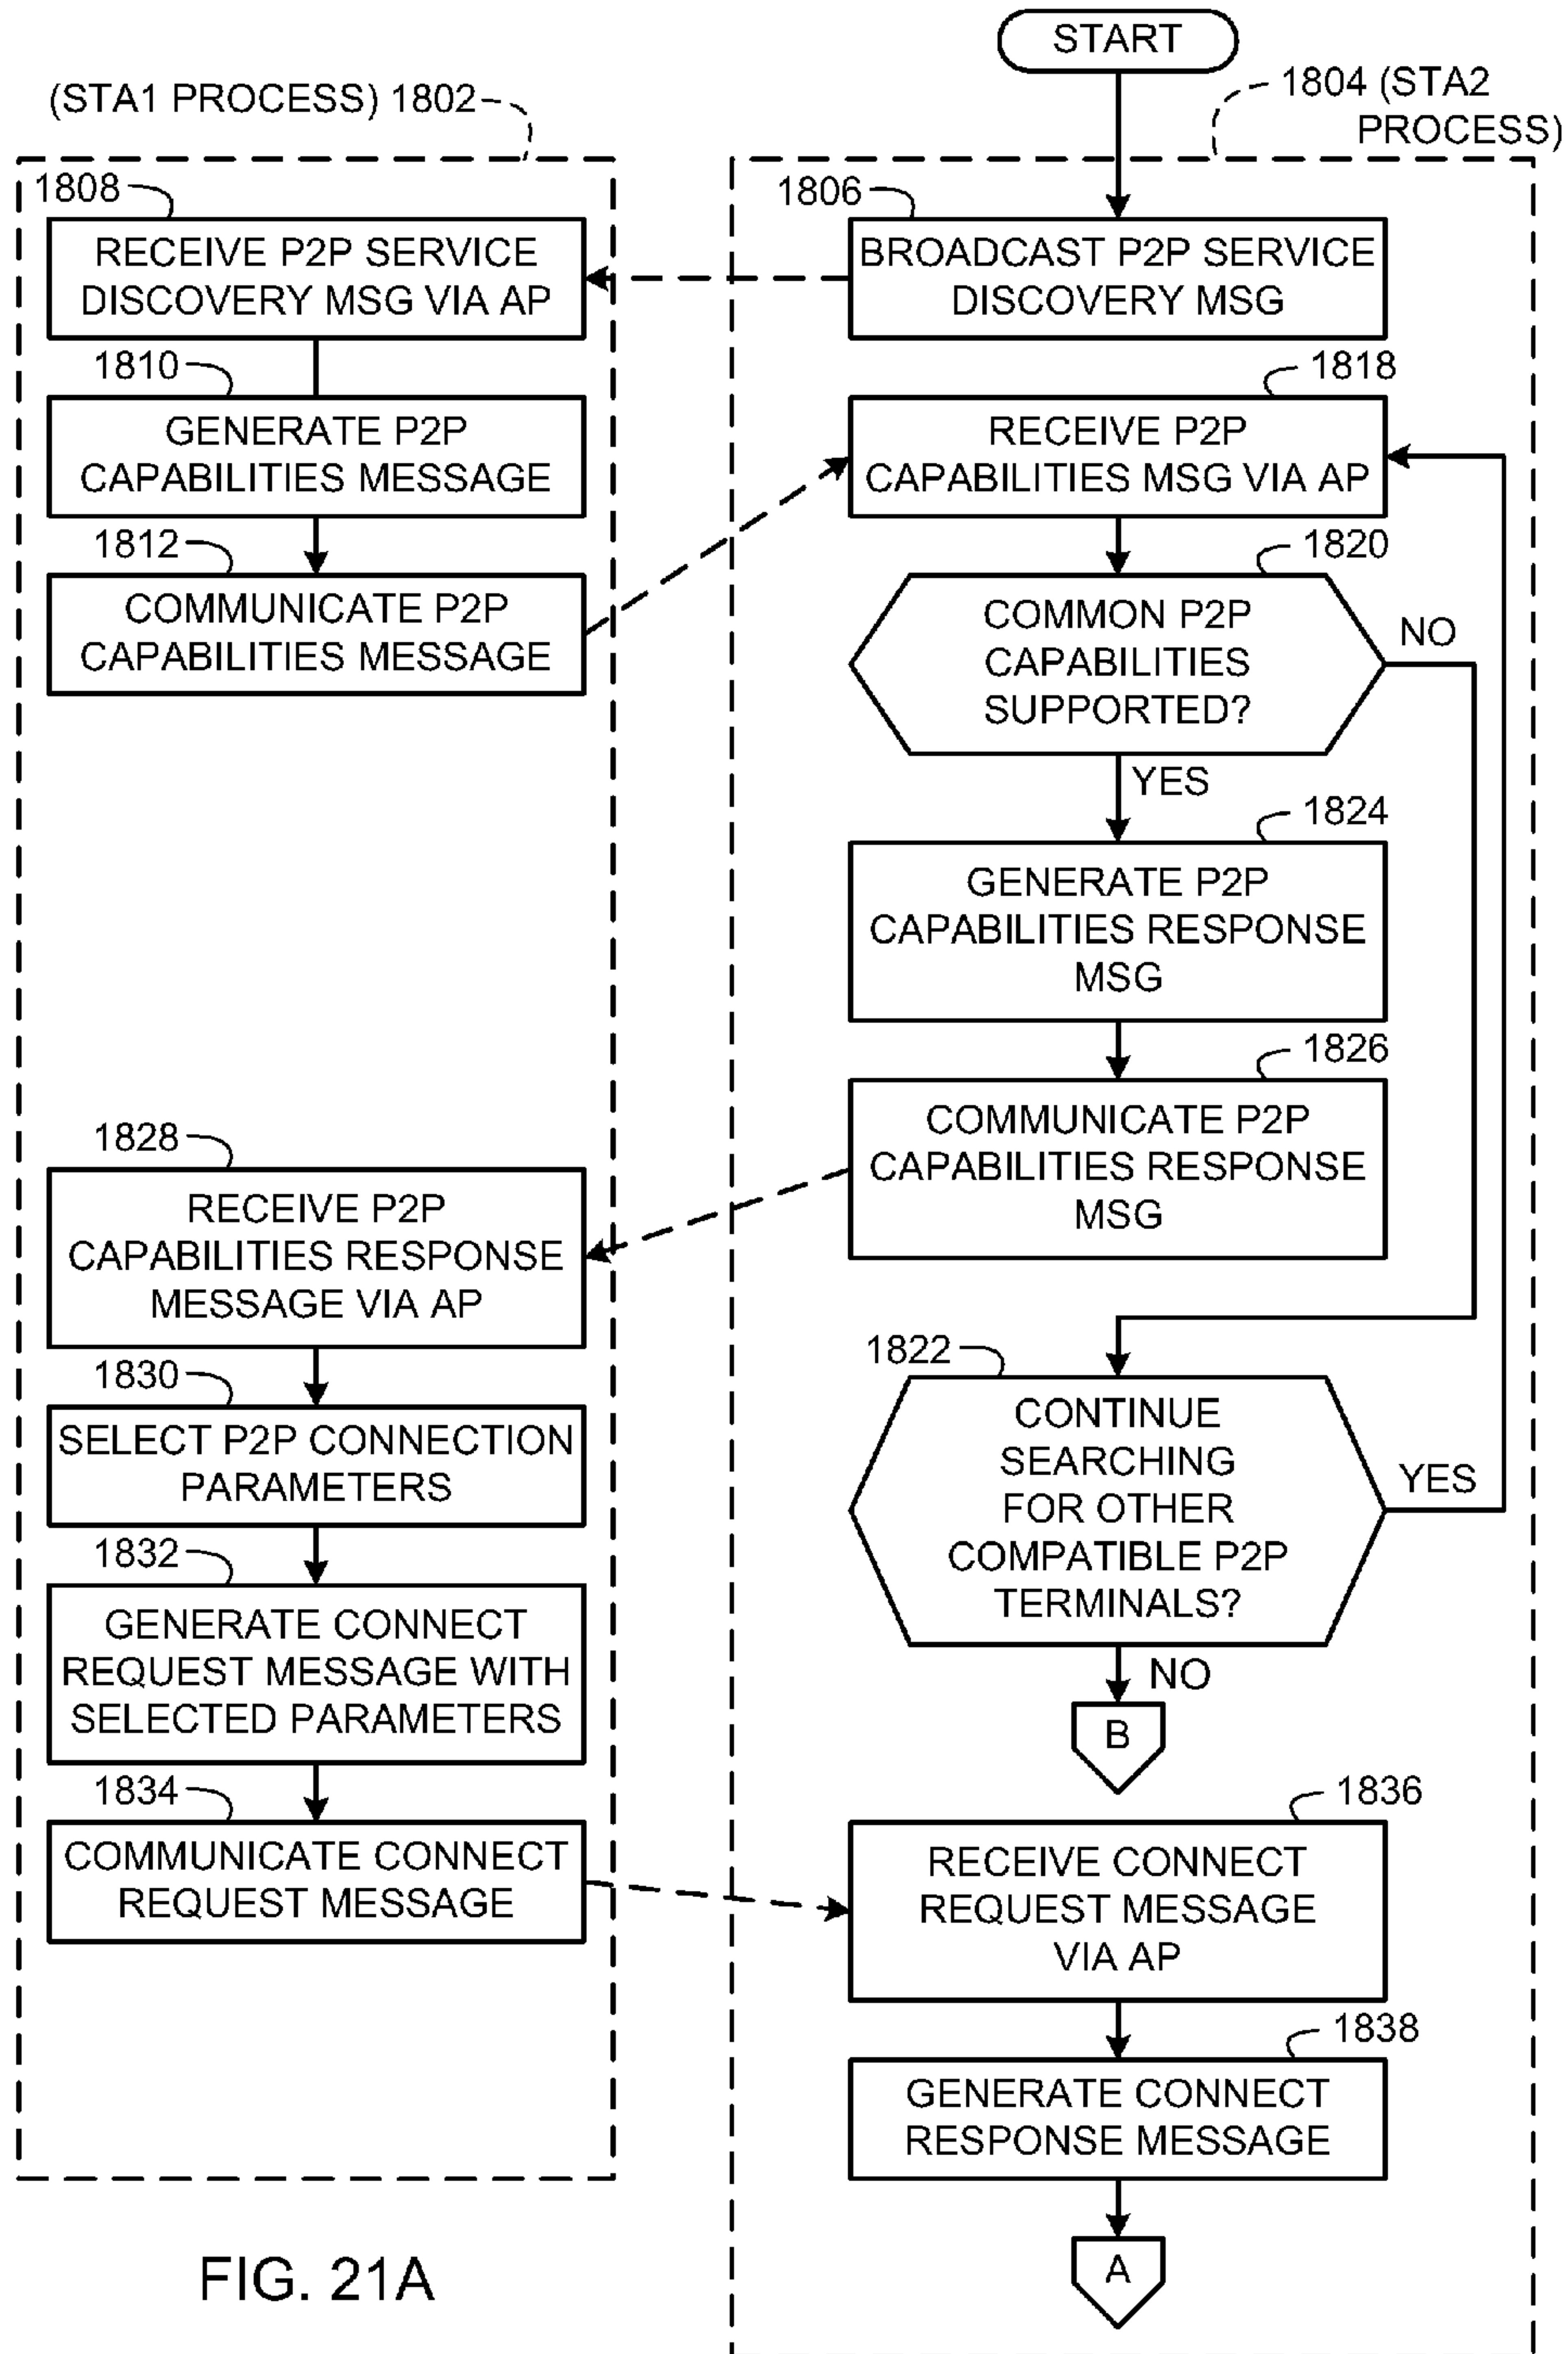 START
(STA1 PROCESS) 1802
1804 (STA2
PROCESS)
1808
RECEIVE P2P SERVICE
DISCOVERY MSG VIA AP
1806
BROADCAST P2P SERVICE
DISCOVERY MSG
1810
GENERATE P2P
CAPABILITIES MESSAGE
1818
RECEIVE P2P
CAPABILITIES MSG VIA AP
1812
COMMUNICATE P2P
CAPABILITIES MESSAGE
1820
COMMON P2P
CAPABILITIES
SUPPORTED?
NO
YES
1824
GENERATE P2P
CAPABILITIES RESPONSE
MSG
1826
COMMUNICATE P2P
CAPABILITIES RESPONSE
MSG
1828
RECEIVE P2P
CAPABILITIES RESPONSE
MESSAGE VIA AP
1822
CONTINUE
SEARCHING
FOR OTHER
COMPATIBLE P2P
TERMINALS?
YES
NO
B
1830
SELECT P2P CONNECTION
PARAMETERS
1832
GENERATE CONNECT
REQUEST MESSAGE WITH
SELECTED PARAMETERS
1834
COMMUNICATE CONNECT
REQUEST MESSAGE
1836
RECEIVE CONNECT
REQUEST MESSAGE
VIA AP
1838
GENERATE CONNECT
RESPONSE MESSAGE
A
FIG. 21A